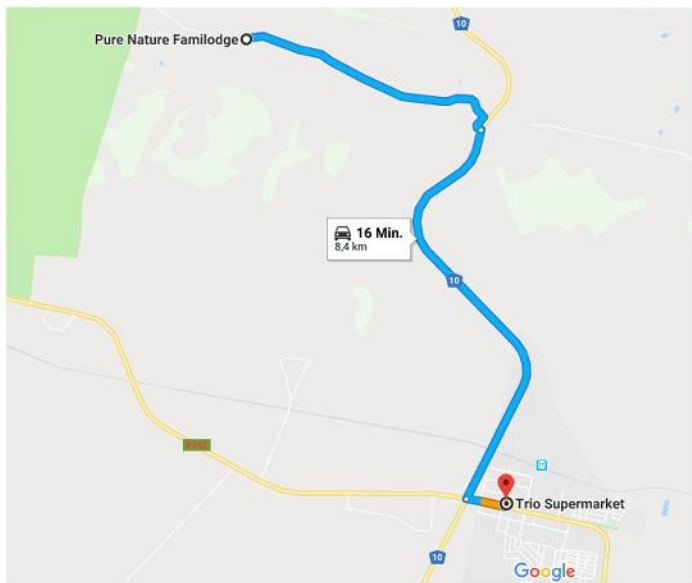 10
Pure Nature Familodge
16 Min.
8,4 km
10
Trio Supermarket
10
Google